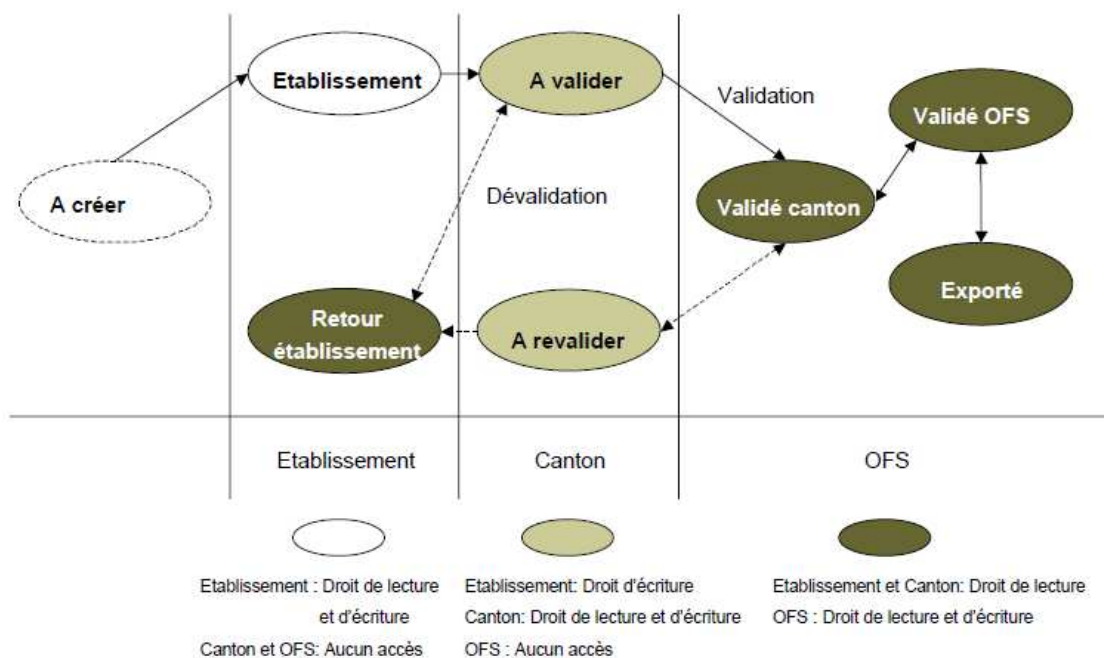 Etablissement
A valider
Validation
Validé OFS
A créer
Dévalidation
Validé canton
Retour
établissement
A revalider
Exporté
Etablissement
Canton
OFS
Etablissement : Droit de lecture
et d'écriture
Canton et OFS: Aucun accès
Etablissement: Droit d'écriture
Canton: Droit de lecture et d'écriture
OFS : Aucun accès
Etablissement et Canton: Droit de lecture
OFS : Droit de lecture et d'écriture